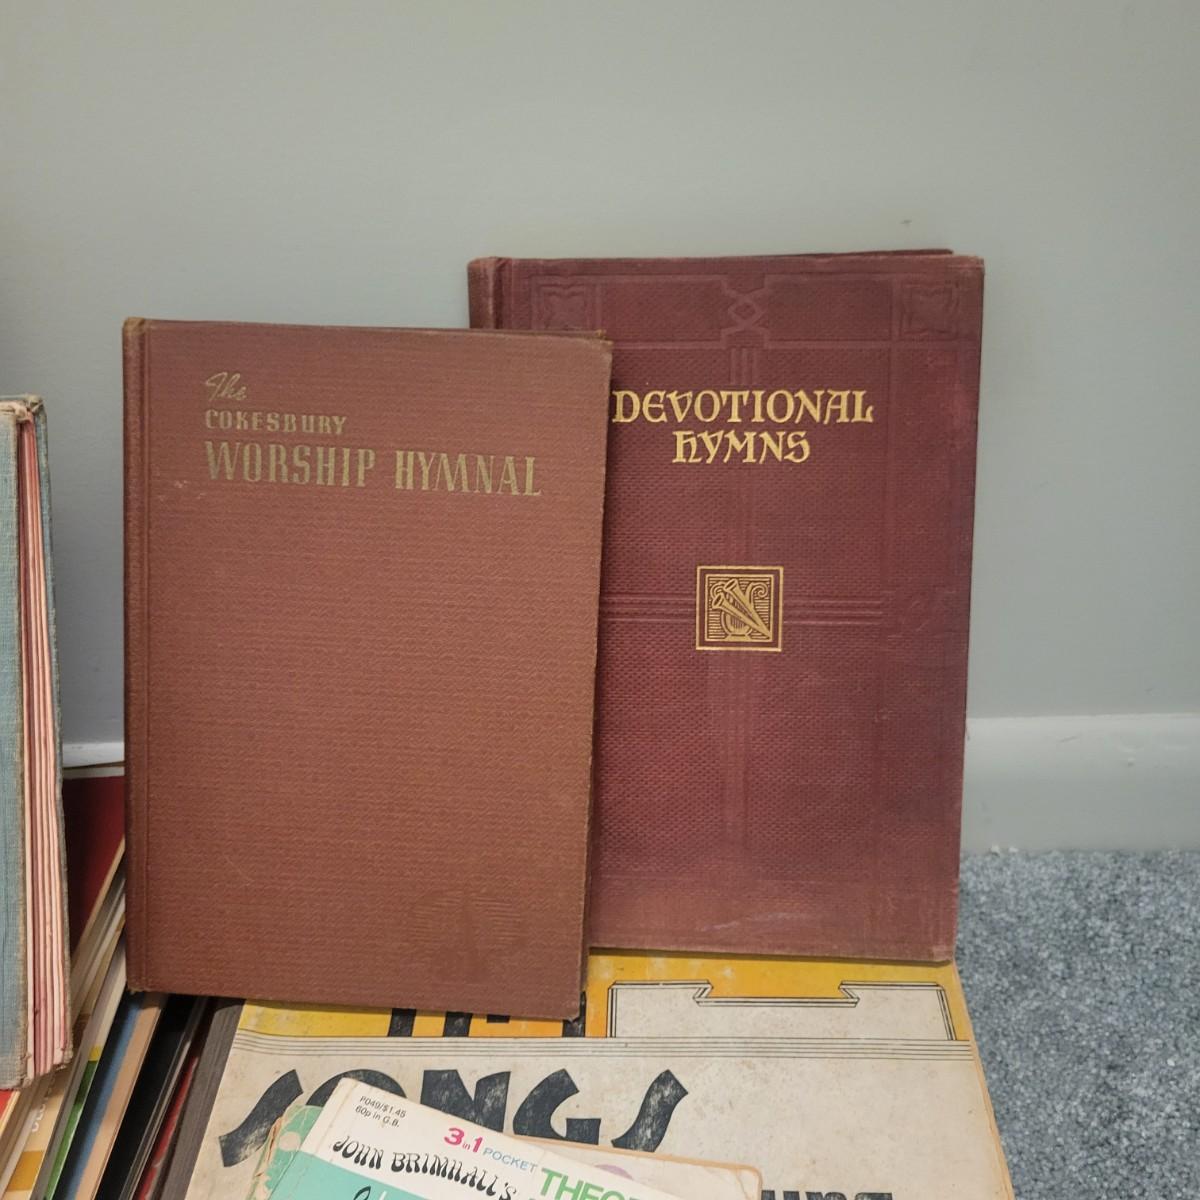 The
COKESBURY
WORSHIP HYMNAL
DEVOTIONAL
HYMNS
SONGS
P049/$1.45
60p in G.B.
3 in 1 POCKET
JOHN BRIMHALL'S